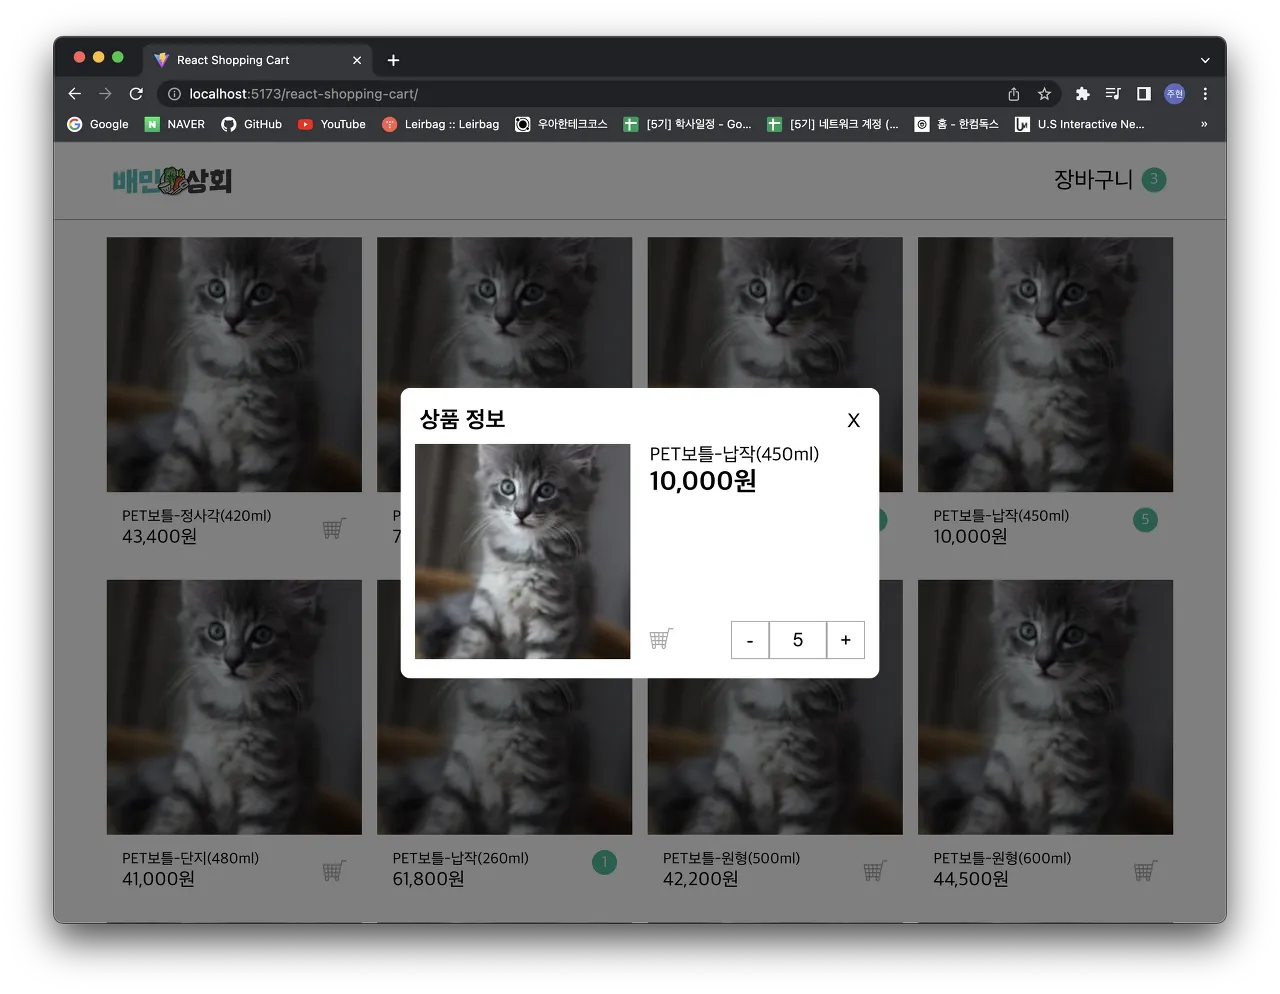 React Shopping Cart
localhost:5173/react-shopping-cart/
주현
Google
NAVER
GitHub
YouTube
Leirbag :: Leirbag
우아한테크코스
[5기] 학사일정 - Go...
[5기] 네트워크 계정 (...
홈 - 한컴독스
U.S Interactive Ne...
»
배민상회
장바구니 3
상품 정보
X
PET보틀-납작(450ml)
10,000원
- 5 +
PET보틀-정사각(420ml)
43,400원
PET보틀-납작(450ml)
10,000원
5
PET보틀-단지(480ml)
41,000원
PET보틀-납작(260ml)
61,800원
1
PET보틀-원형(500ml)
42,200원
PET보틀-원형(600ml)
44,500원